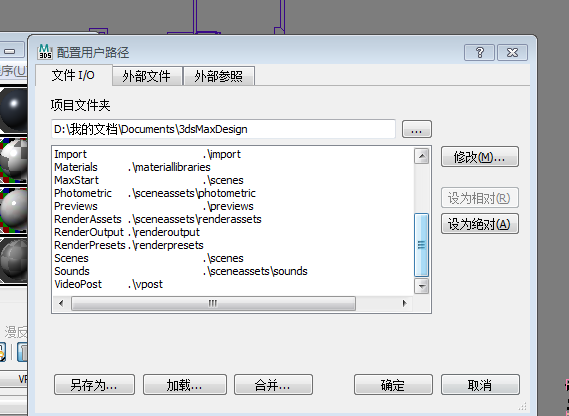 配置用户路径
文件 I/O 外部文件 外部参照
项目文件夹
D:\我的文档\Documents\3dsMaxDesign ...
Import .\import
Materials .\materiallibraries
MaxStart .\scenes
Photometric .\sceneassets\photometric
Previews .\previews
RenderAssets .\sceneassets\renderassets
RenderOutput .\renderoutput
RenderPresets .\renderpresets
Scenes .\scenes
Sounds .\sceneassets\sounds
VideoPost .\vpost
修改(M)...
设为相对(R)
设为绝对(A)
另存为... 加载... 合并... 确定 取消
序(U
漫反